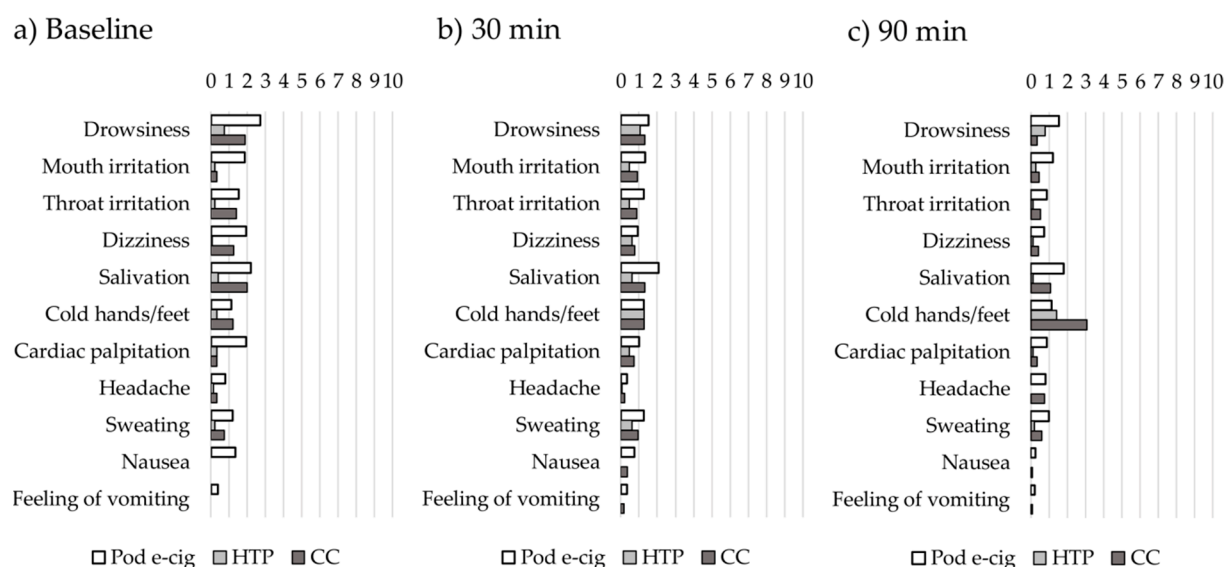 a) Baseline
0 1 2 3 4 5 6 7 8 9 10
Drowsiness
Mouth irritation
Throat irritation
Dizziness
Salivation
Cold hands/feet
Cardiac palpitation
Headache
Sweating
Nausea
Feeling of vomiting
Pod e-cig HTP CC
b) 30 min
0 1 2 3 4 5 6 7 8 9 10
Drowsiness
Mouth irritation
Throat irritation
Dizziness
Salivation
Cold hands/feet
Cardiac palpitation
Headache
Sweating
Nausea
Feeling of vomiting
Pod e-cig HTP CC
c) 90 min
0 1 2 3 4 5 6 7 8 9 10
Drowsiness
Mouth irritation
Throat irritation
Dizziness
Salivation
Cold hands/feet
Cardiac palpitation
Headache
Sweating
Nausea
Feeling of vomiting
Pod e-cig HTP CC